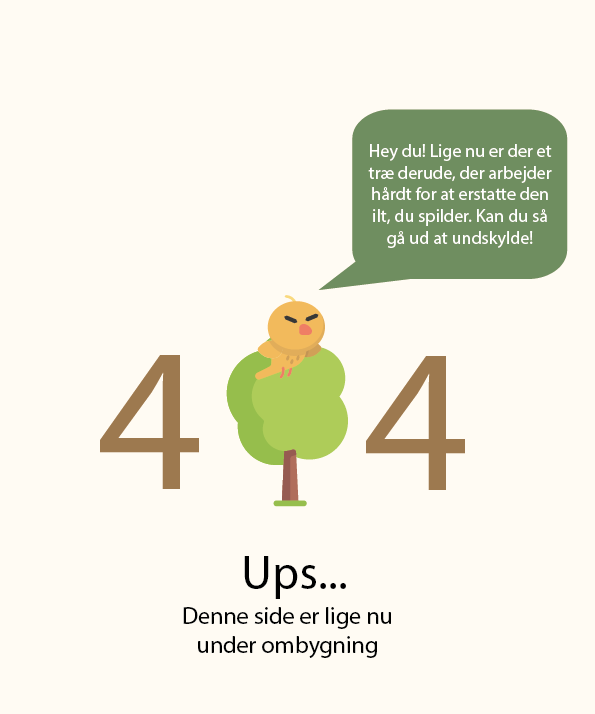 Hey du! Lige nu er der et
træ derude, der arbejder
hårdt for at erstatte den
ilt, du spilder. Kan du så
gå ud at undskylde!
4 4
Ups...
Denne side er lige nu
under ombygning